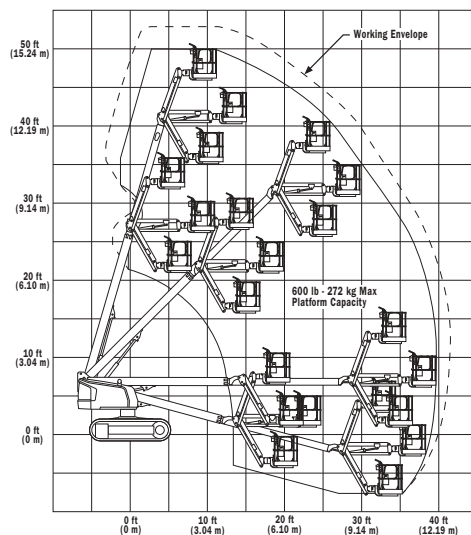 50 ft
(15.24 m)
Working Envelope
40 ft
(12.19 m)
30 ft
(9.14 m)
20 ft
(6.10 m)
600 lb - 272 kg Max
Platform Capacity
10 ft
(3.04 m)
0 ft
(0 m)
0 ft
(0 m)
10 ft
(3.04 m)
20 ft
(6.10 m)
30 ft
(9.14 m)
40 ft
(12.19 m)